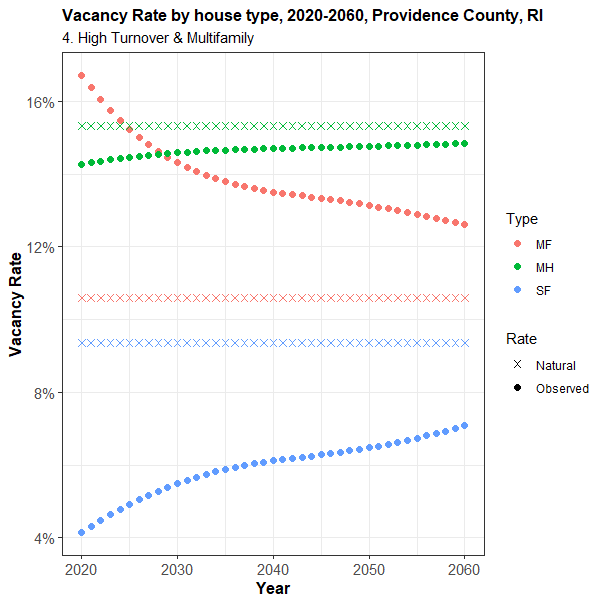 Vacancy Rate by house type, 2020-2060, Providence County, RI
4. High Turnover & Multifamily
16%
12%
8%
4%
Vacancy Rate
2020 2030 2040 2050 2060
Year
Type
MF
MH
SF
Rate
Natural
Observed